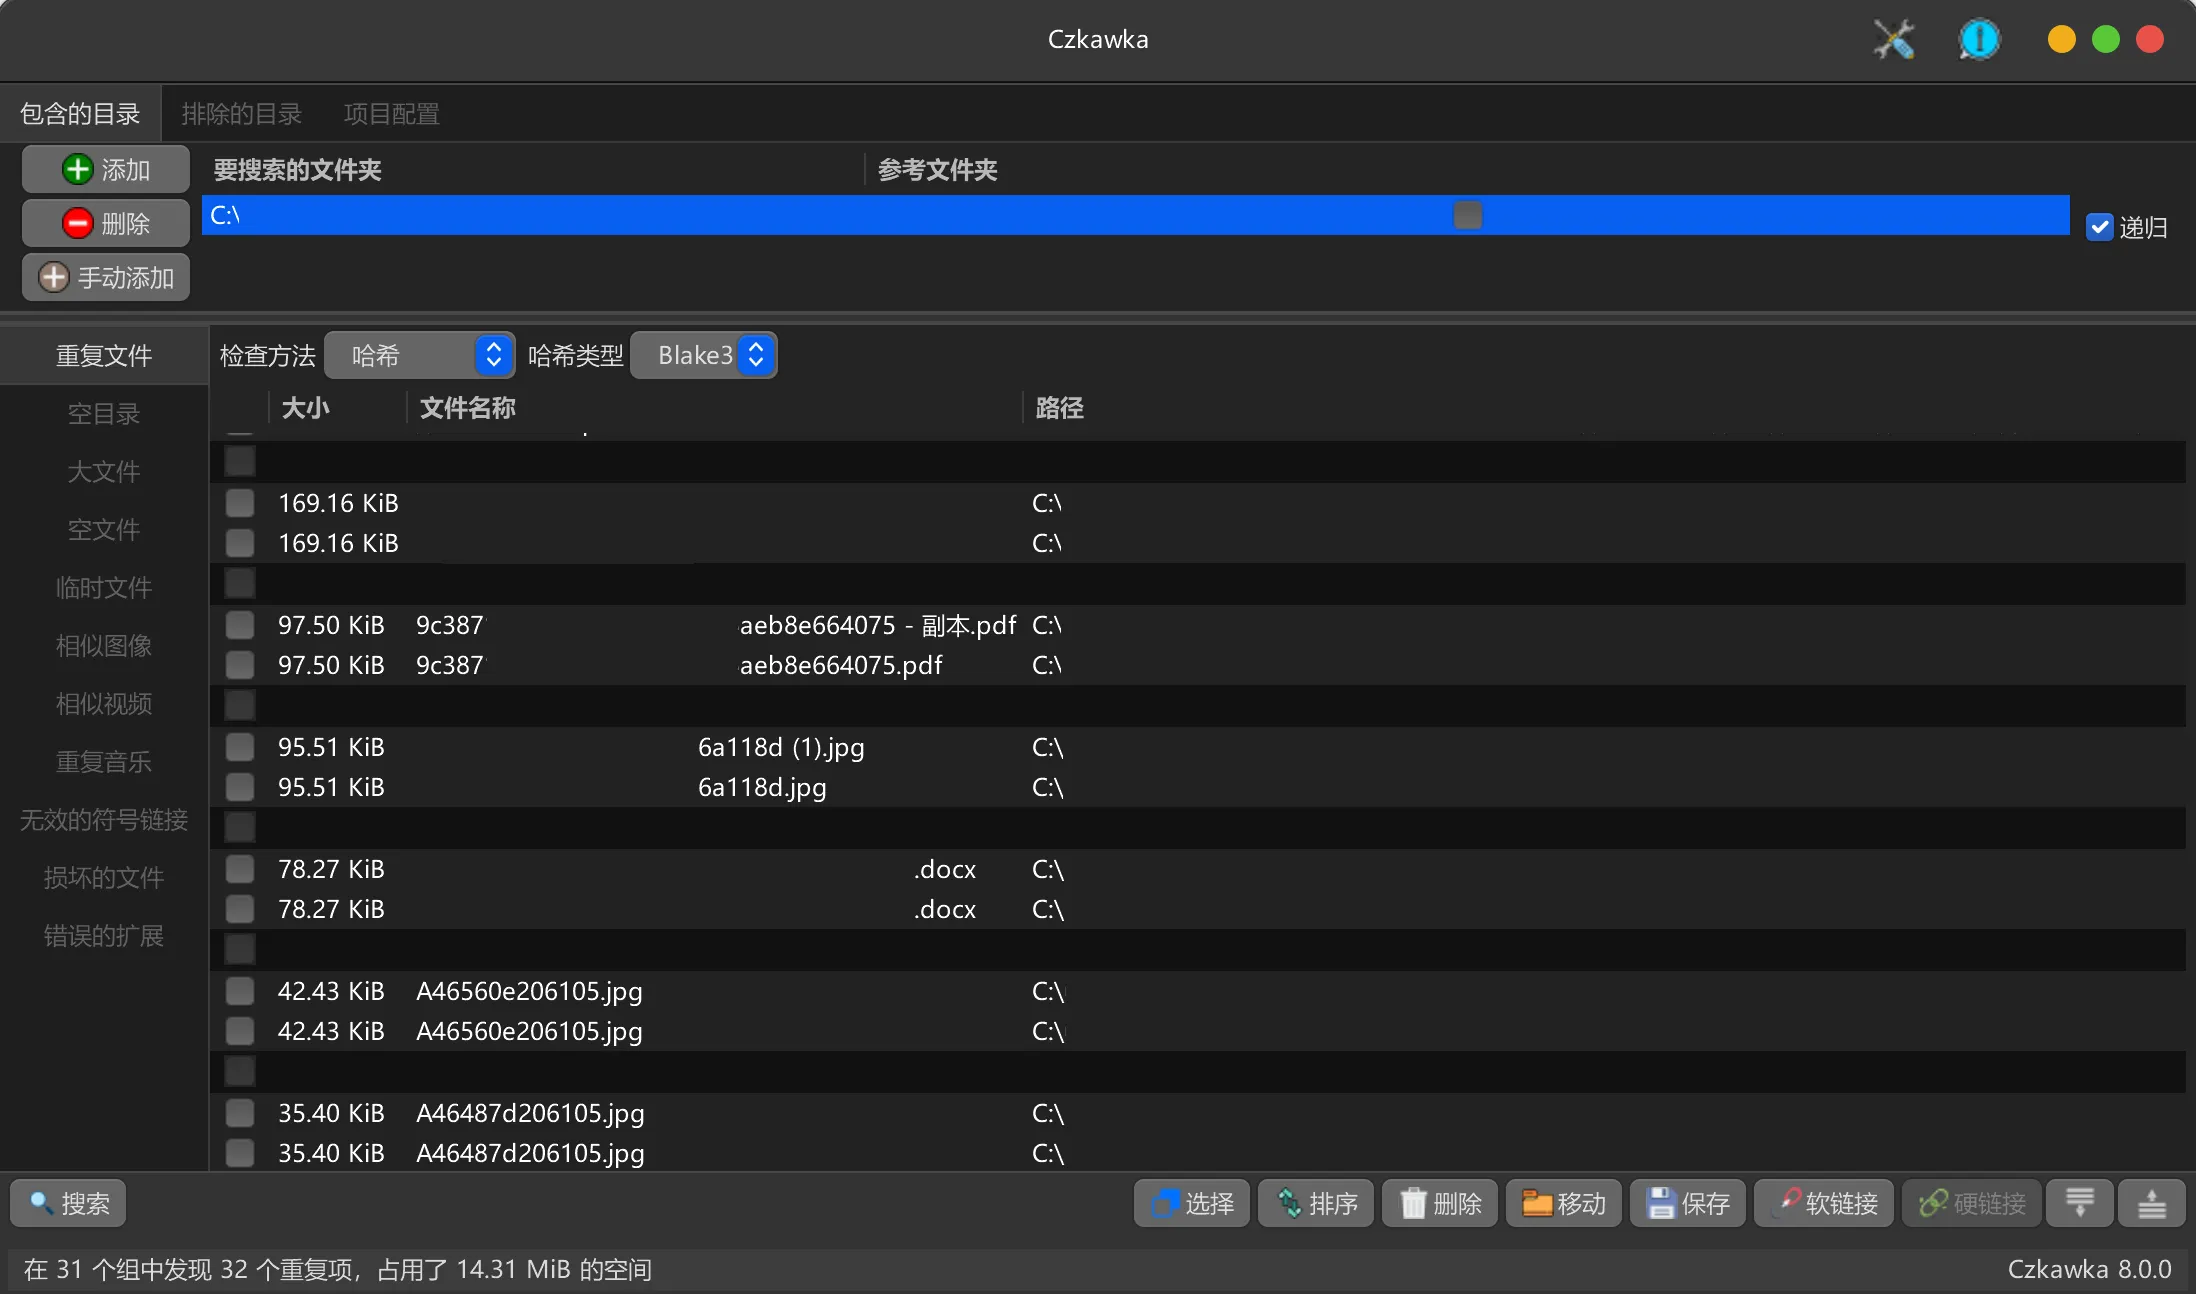 Czkawka
包含的目录 排除的目录 项目配置
添加 要搜索的文件夹 参考文件夹
删除 C:\ 递归
手动添加
重复文件 检查方法 哈希 哈希类型 Blake3
大小 文件名称 路径
空目录
大文件
空文件
临时文件
相似图像
相似视频
重复音乐
无效的符号链接
损坏的文件
错误的扩展
169.16 KiB C:\
169.16 KiB C:\
97.50 KiB 9c387 aeb8e664075 - 副本.pdf C:\
97.50 KiB 9c387 aeb8e664075.pdf C:\
95.51 KiB 6a118d (1).jpg C:\
95.51 KiB 6a118d.jpg C:\
78.27 KiB .docx C:\
78.27 KiB .docx C:\
42.43 KiB A46560e206105.jpg C:\
42.43 KiB A46560e206105.jpg C:\
35.40 KiB A46487d206105.jpg C:\
35.40 KiB A46487d206105.jpg C:\
搜索 选择 排序 删除 移动 保存 软链接 硬链接
在 31 个组中发现 32 个重复项，占用了 14.31 MiB 的空间 Czkawka 8.0.0